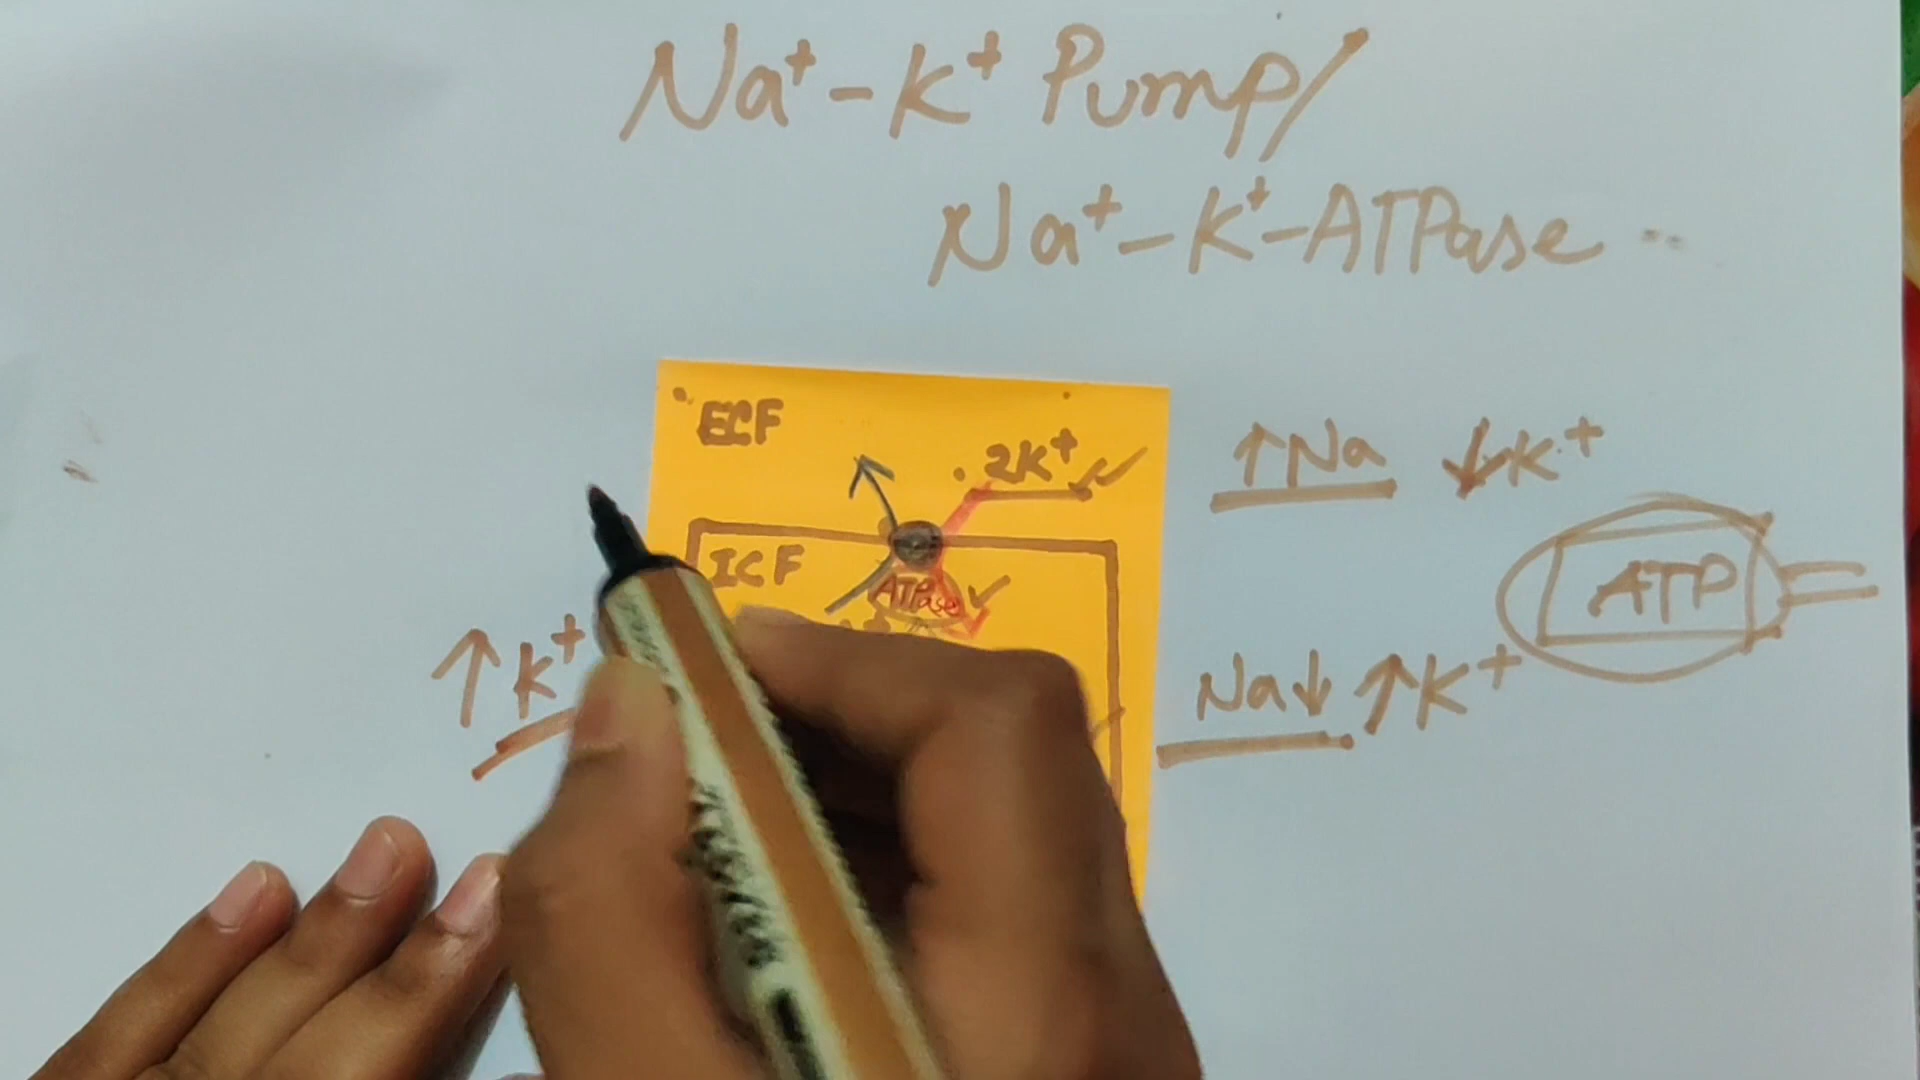 Na⁺-K⁺ Pump/
Na⁺-K⁺-ATPase
ECF
2K⁺
↑Na ↓K⁺
ICF
ATPase
ATP
↑K⁺
Na↓ ↑K⁺